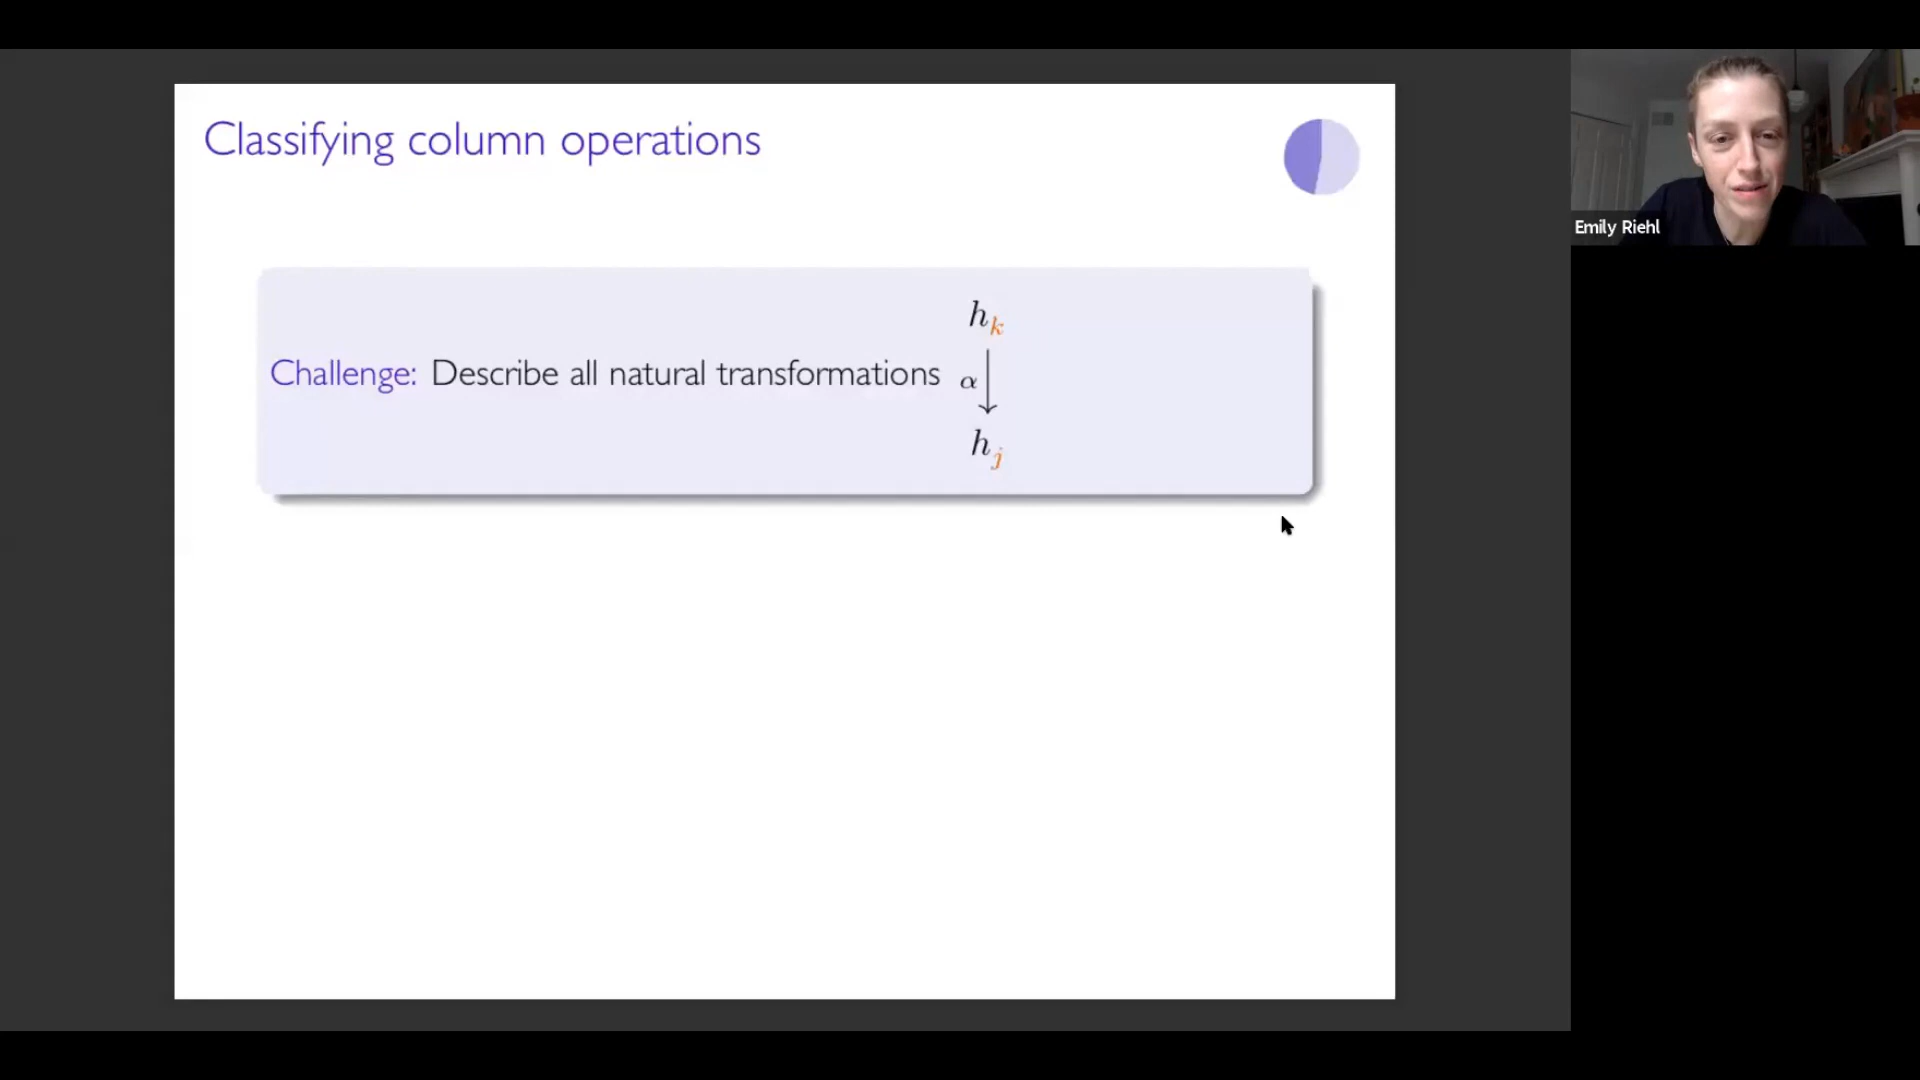 Classifying column operations
h_k
Challenge: Describe all natural transformations α
h_j
Emily Riehl